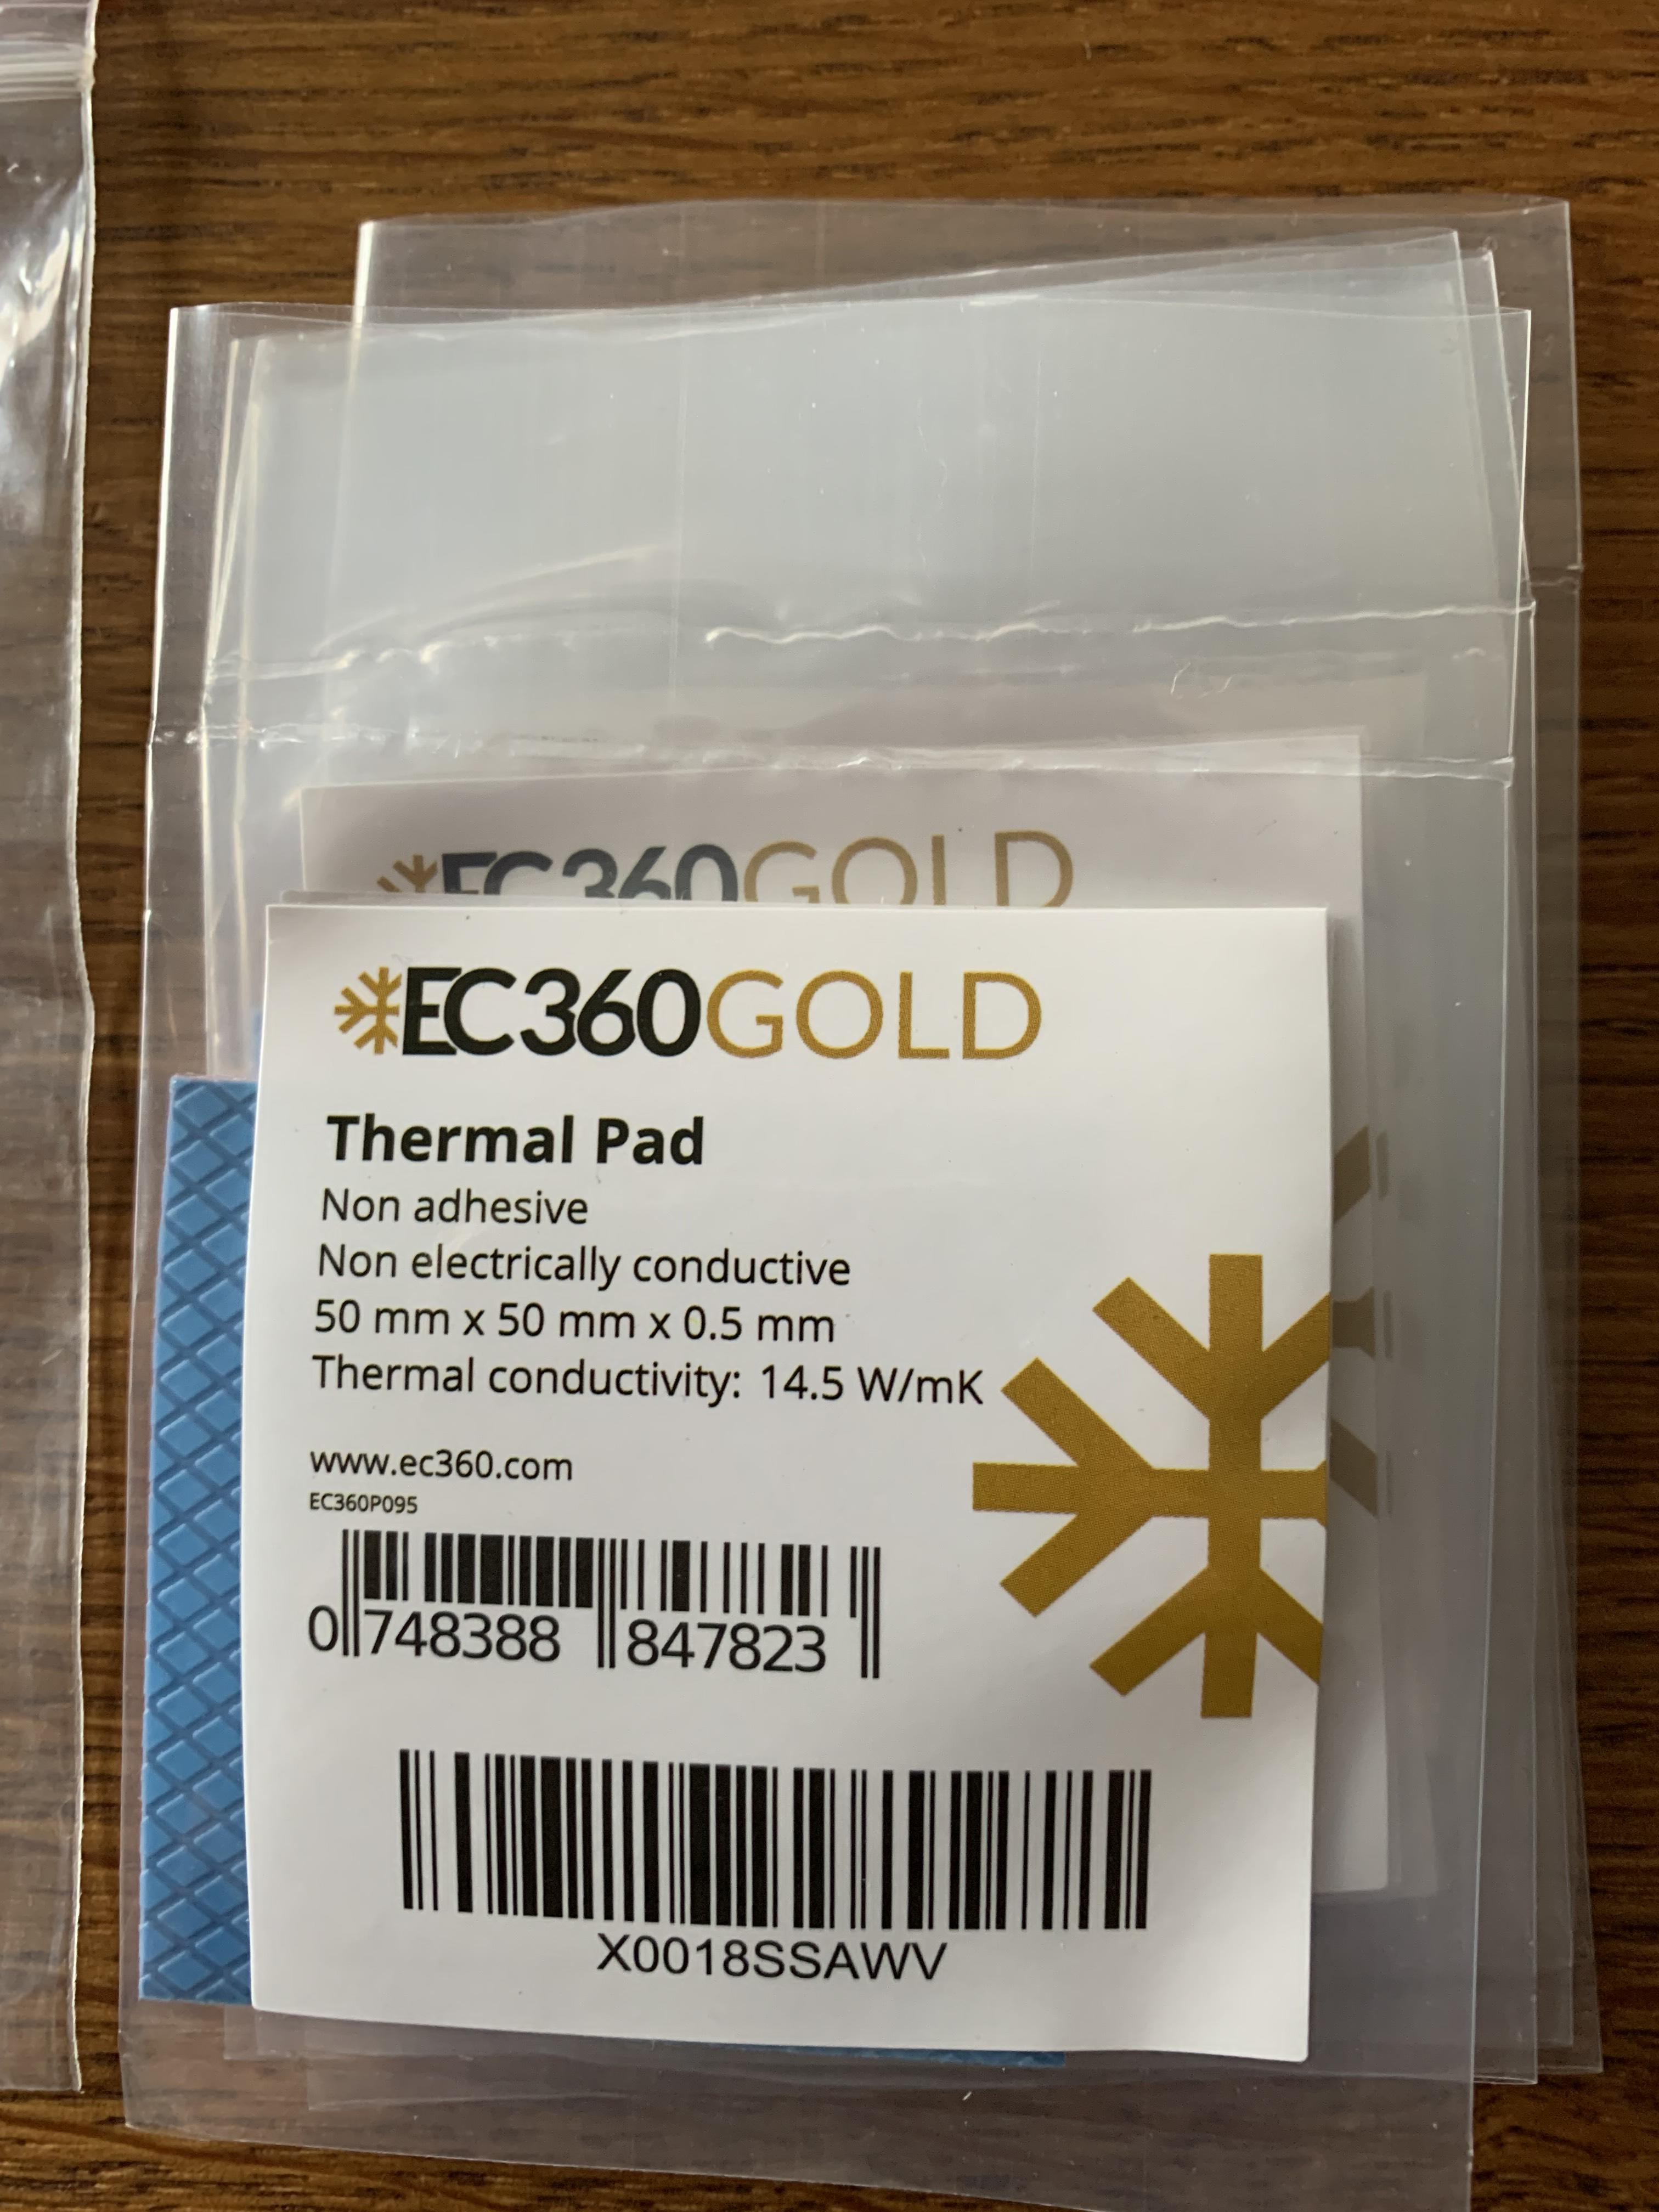 EC360GOLD
EC360GOLD
Thermal Pad
Non adhesive
Non electrically conductive
50 mm x 50 mm x 0.5 mm
Thermal conductivity: 14.5 W/mK
www.ec360.com
EC360P095
0 748388 847823
X0018SSAWV